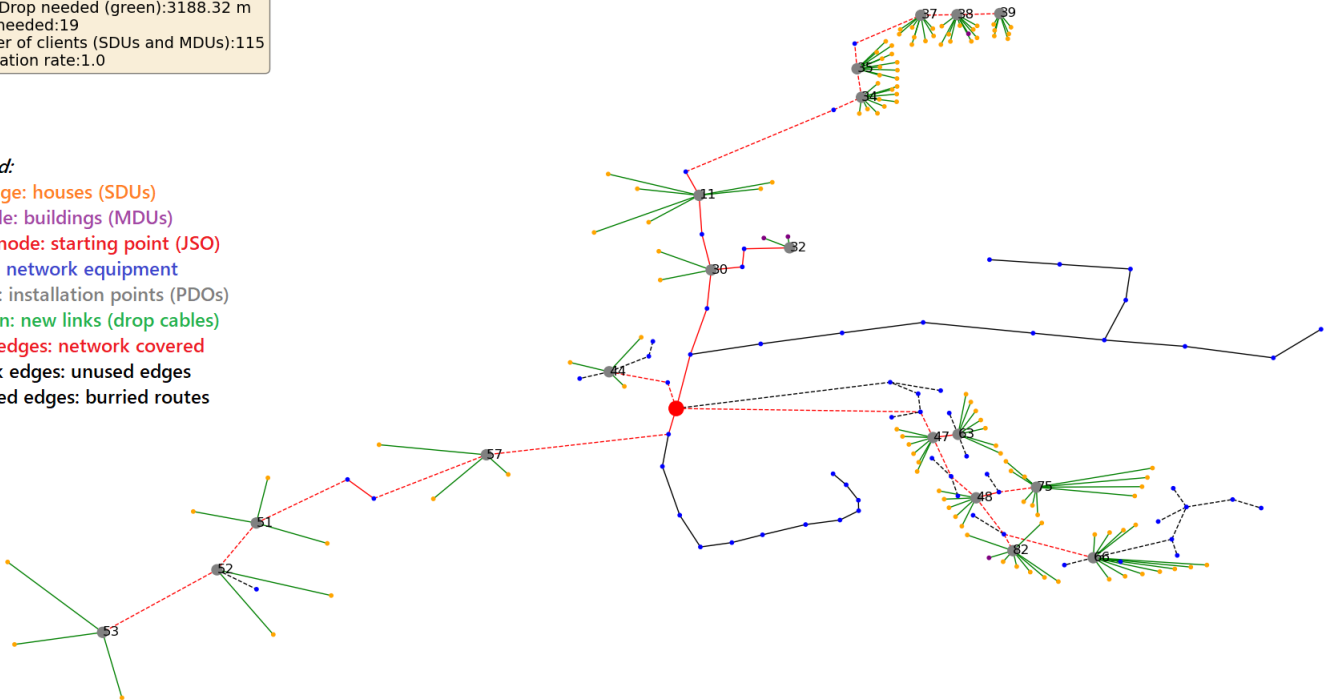 Drop needed (green):3188.32 m
needed:19
er of clients (SDUs and MDUs):115
ation rate:1.0
d:
ge: houses (SDUs)
le: buildings (MDUs)
mode: starting point (JSO)
network equipment
: installation points (PDOs)
n: new links (drop cables)
edges: network covered
k edges: unused edges
ed edges: burried routes
37
38
39
35
34
11
32
30
44
47
63
57
75
48
51
82
66
52
53